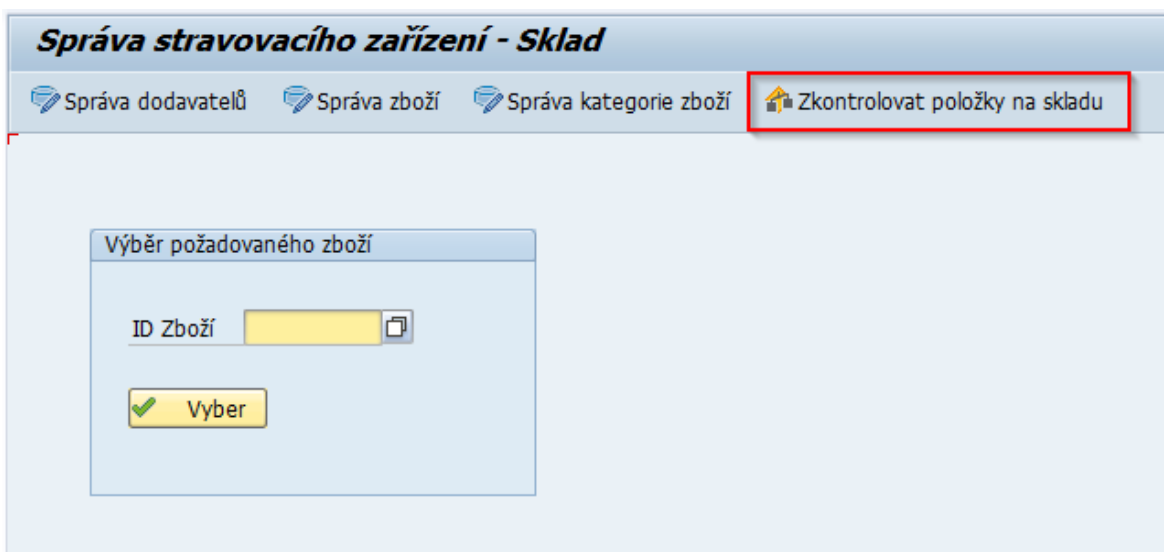 Správa stravovacího zařízení - Sklad
Správa dodavatelů Správa zboží Správa kategorie zboží Zkontrolovat položky na skladu
Výběr požadovaného zboží
ID Zboží
Vyber